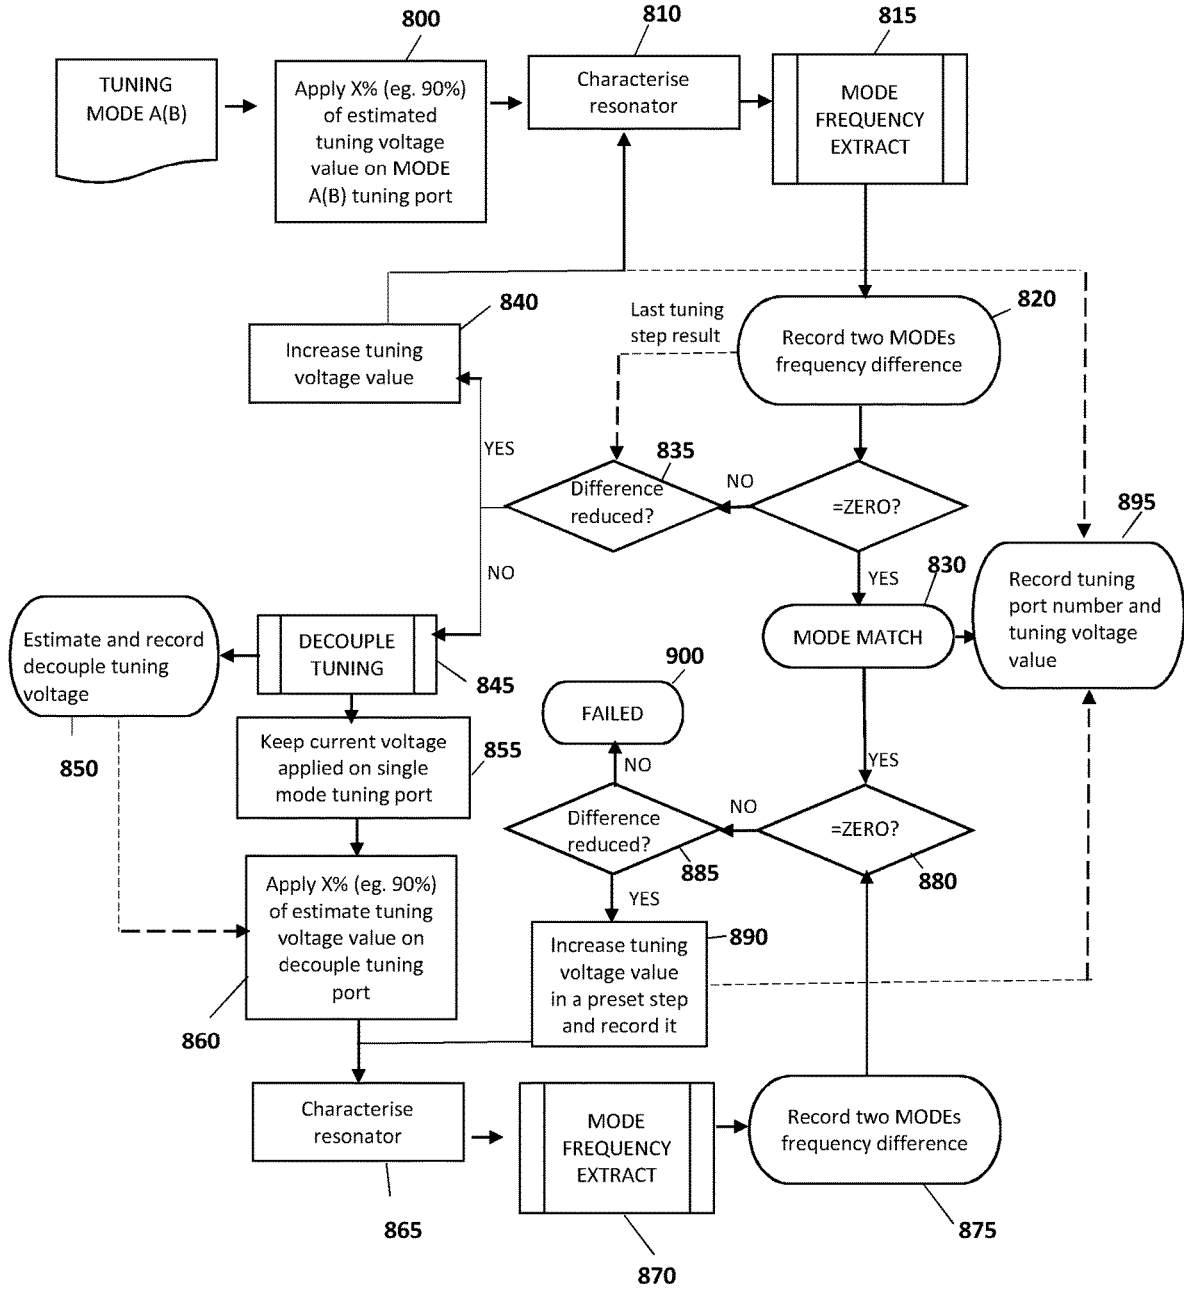 800
810
815
TUNING
MODE A(B)
Apply X% (eg. 90%)
of estimated
tuning voltage
value on MODE
A(B) tuning port
Characterise
resonator
MODE
FREQUENCY
EXTRACT
840
Increase tuning
voltage value
Last tuning
step result
820
Record two MODEs
frequency difference
YES
835
Difference
reduced?
NO
=ZERO?
895
NO
YES
830
Record tuning
port number and
tuning voltage
value
MODE MATCH
Estimate and record
decouple tuning
voltage
850
DECOUPLE
TUNING
845
900
FAILED
Keep current voltage
applied on single
mode tuning port
855
NO
YES
Difference
reduced?
885
NO
=ZERO?
880
YES
Apply X% (eg. 90%)
of estimate tuning
voltage value on
decouple tuning
port
860
Increase tuning
voltage value
in a preset step
and record it
890
Characterise
resonator
865
MODE
FREQUENCY
EXTRACT
870
Record two MODEs
frequency difference
875